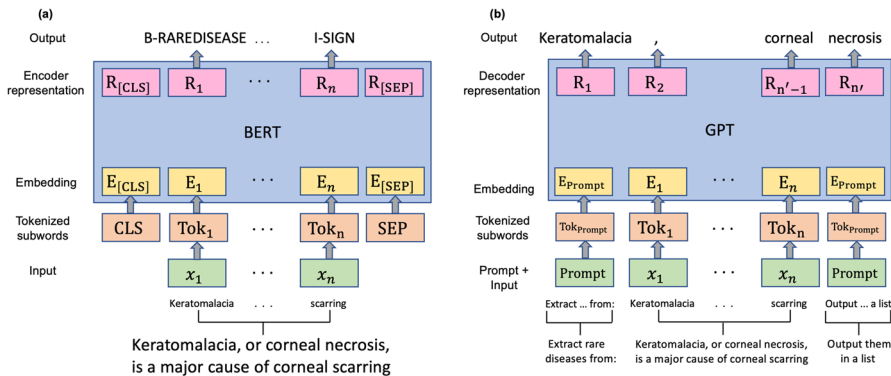 (a)
Output B-RAREDISEASE ... I-SIGN
Encoder representation R[CLS] R1 ... Rn R[SEP]
BERT
Embedding E[CLS] E1 ... En E[SEP]
Tokenized subwords CLS Tok1 ... Tokn SEP
Input x1 ... xn
Keratomalacia ... scarring
Keratomalacia, or corneal necrosis,
is a major cause of corneal scarring
(b)
Output Keratomalacia , corneal necrosis
Decoder representation R1 R2 ... Rn'−1 Rn'
GPT
Embedding EPrompt E1 ... En EPrompt
Tokenized subwords TokPrompt Tok1 ... Tokn TokPrompt
Prompt + Input Prompt x1 ... xn Prompt
Extract ... from: Keratomalacia ... scarring Output ... a list
Extract rare diseases from:
Keratomalacia, or corneal necrosis,
is a major cause of corneal scarring
Output them in a list